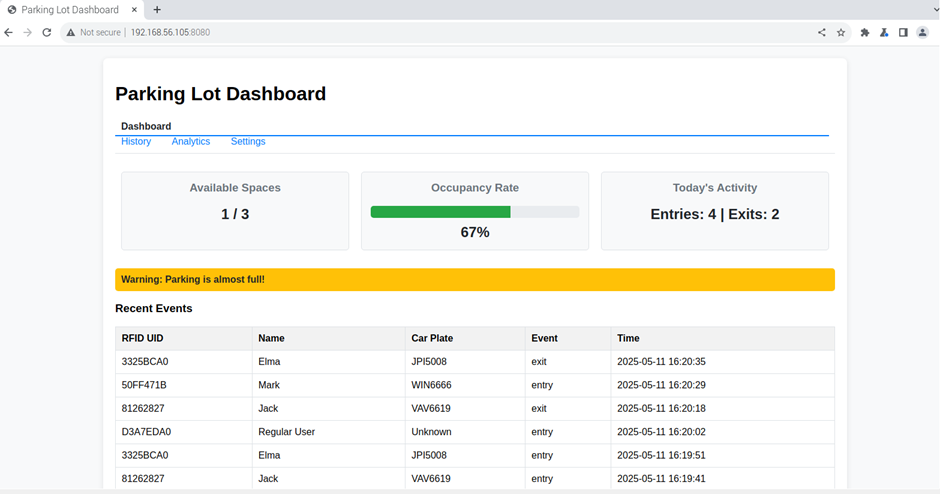 Parking Lot Dashboard
Not secure | 192.168.56.105:8080
Parking Lot Dashboard
Dashboard
History Analytics Settings
Available Spaces Occupancy Rate Today's Activity
1 / 3 67% Entries: 4 | Exits: 2
Warning: Parking is almost full!
Recent Events
RFID UID Name Car Plate Event Time
3325BCA0 Elma JPI5008 exit 2025-05-11 16:20:35
50FF471B Mark WIN6666 entry 2025-05-11 16:20:29
81262827 Jack VAV6619 exit 2025-05-11 16:20:18
D3A7EDA0 Regular User Unknown entry 2025-05-11 16:20:02
3325BCA0 Elma JPI5008 entry 2025-05-11 16:19:51
81262827 Jack VAV6619 entry 2025-05-11 16:19:41